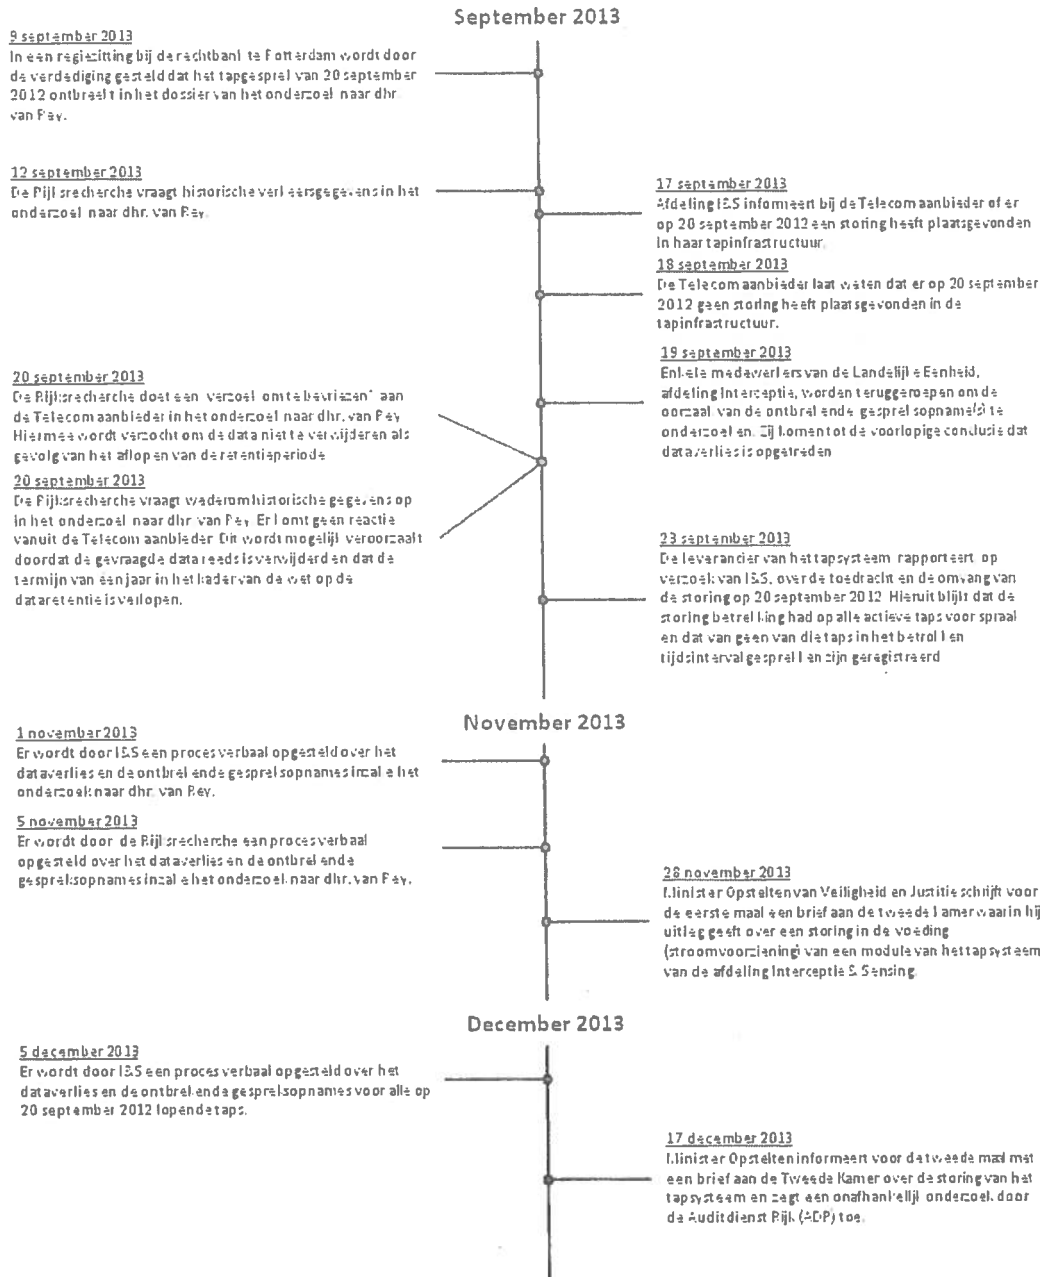 September 2013
9 september 2013
In een regiezitting bij de rechtbank te Rotterdam wordt door
de verdediging gesteld dat het tapgesprek van 20 september
2012 ontbreekt in het dossier van het onderzoek naar dhr.
van Rey.
12 september 2013
De Rijksrecherche vraagt historische verkeersgegevens in het
onderzoek naar dhr. van Rey.
17 september 2013
Afdeling I&S informeert bij de Telecomaanbieder of er
op 20 september 2012 een storing heeft plaatsgevonden
in haar tapinfrastructuur.
18 september 2013
De Telecomaanbieder laat weten dat er op 20 september
2012 geen storing heeft plaatsgevonden in de
tapinfrastructuur.
19 september 2013
Enkele medewerkers van de Landelijke Eenheid,
afdeling Interceptie, worden teruggeroepen om de
oorzaak van de ontbrekende gespreksopname(s) te
onderzoeken. Zij komen tot de voorlopige conclusie dat
dataverlies is opgetreden
20 september 2013
De Rijksrecherche doet een "verzoek om te bevriezen" aan
de Telecomaanbieder in het onderzoek naar dhr. van Rey
Hiermee wordt verzocht om de data niet te verwijderen als
gevolg van het aflopen van de retentieperiode
20 september 2013
De Rijksrecherche vraagt wederom historische gegevens op
in het onderzoek naar dhr van Rey Er komt geen reactie
vanuit de Telecom aanbieder Dit wordt mogelijk veroorzaakt
doordat de gevraagde data reeds is verwijderd en dat de
termijn van een jaar in het kader van de wet op de
dataretentie is verlopen.
23 september 2013
De leverancier van het tapsysteem rapporteert op
verzoek van I&S, over de toedracht en de omvang van
de storing op 20 september 2012 Hieruit blijkt dat de
storing betrekking had op alle actieve taps voor spraak
en dat van geen van die taps in het betrokken
tijdsinterval gesprekken zijn geregistreerd
November 2013
1 november 2013
Er wordt door I&S een proces verbaal opgesteld over het
dataverlies en de ontbrekende gespreksopnames inzake het
onderzoek naar dhr. van Rey.
5 november 2013
Er wordt door de Rijksrecherche een proces verbaal
opgesteld over het dataverlies en de ontbrekende
gespreksopnames inzake het onderzoek naar dhr. van Rey.
28 november 2013
Minister Opstelten van Veiligheid en Justitie schrijft voor
de eerste maal een brief aan de tweede kamer waarin hij
uitleg geeft over een storing in de voeding
(stroomvoorziening) van een module van het tapsysteem
van de afdeling Interceptie & Sensing.
December 2013
5 december 2013
Er wordt door I&S een proces verbaal opgesteld over het
dataverlies en de ontbrekende gespreksopnames voor alle op
20 september 2012 lopende taps.
17 december 2013
Minister Opstelten informeert voor de tweede maal met
een brief aan de Tweede Kamer over de storing van het
tapsysteem en zegt een onafhankelijk onderzoek door
de Auditdienst Rijk (ADR) toe.